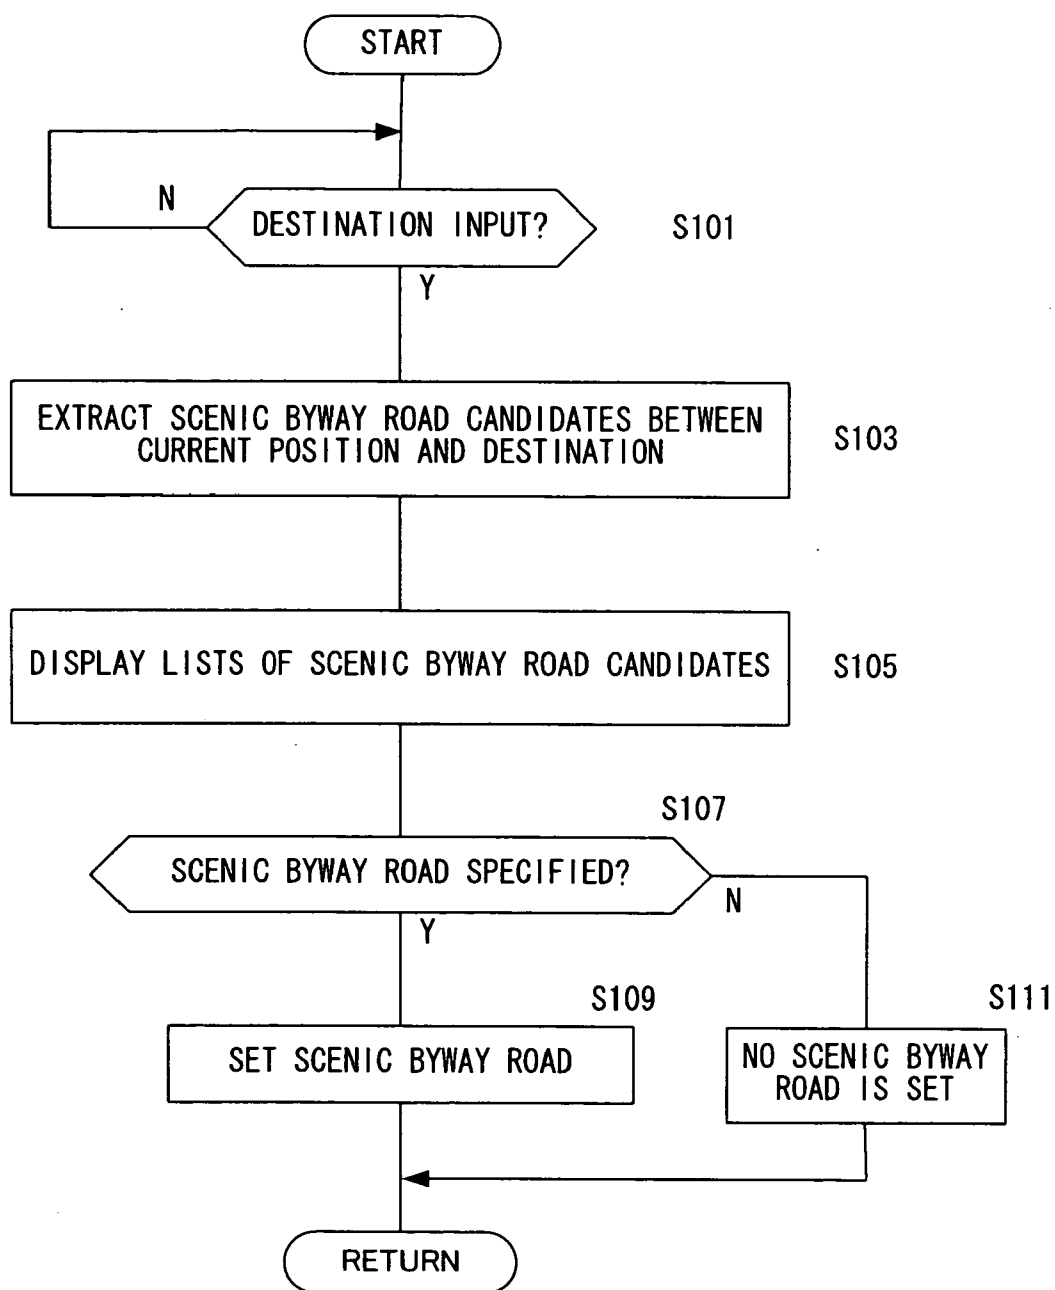 START
N
DESTINATION INPUT?
S101
Y
EXTRACT SCENIC BYWAY ROAD CANDIDATES BETWEEN
CURRENT POSITION AND DESTINATION
S103
DISPLAY LISTS OF SCENIC BYWAY ROAD CANDIDATES
S105
S107
SCENIC BYWAY ROAD SPECIFIED?
N
Y
S109
S111
SET SCENIC BYWAY ROAD
NO SCENIC BYWAY
ROAD IS SET
RETURN